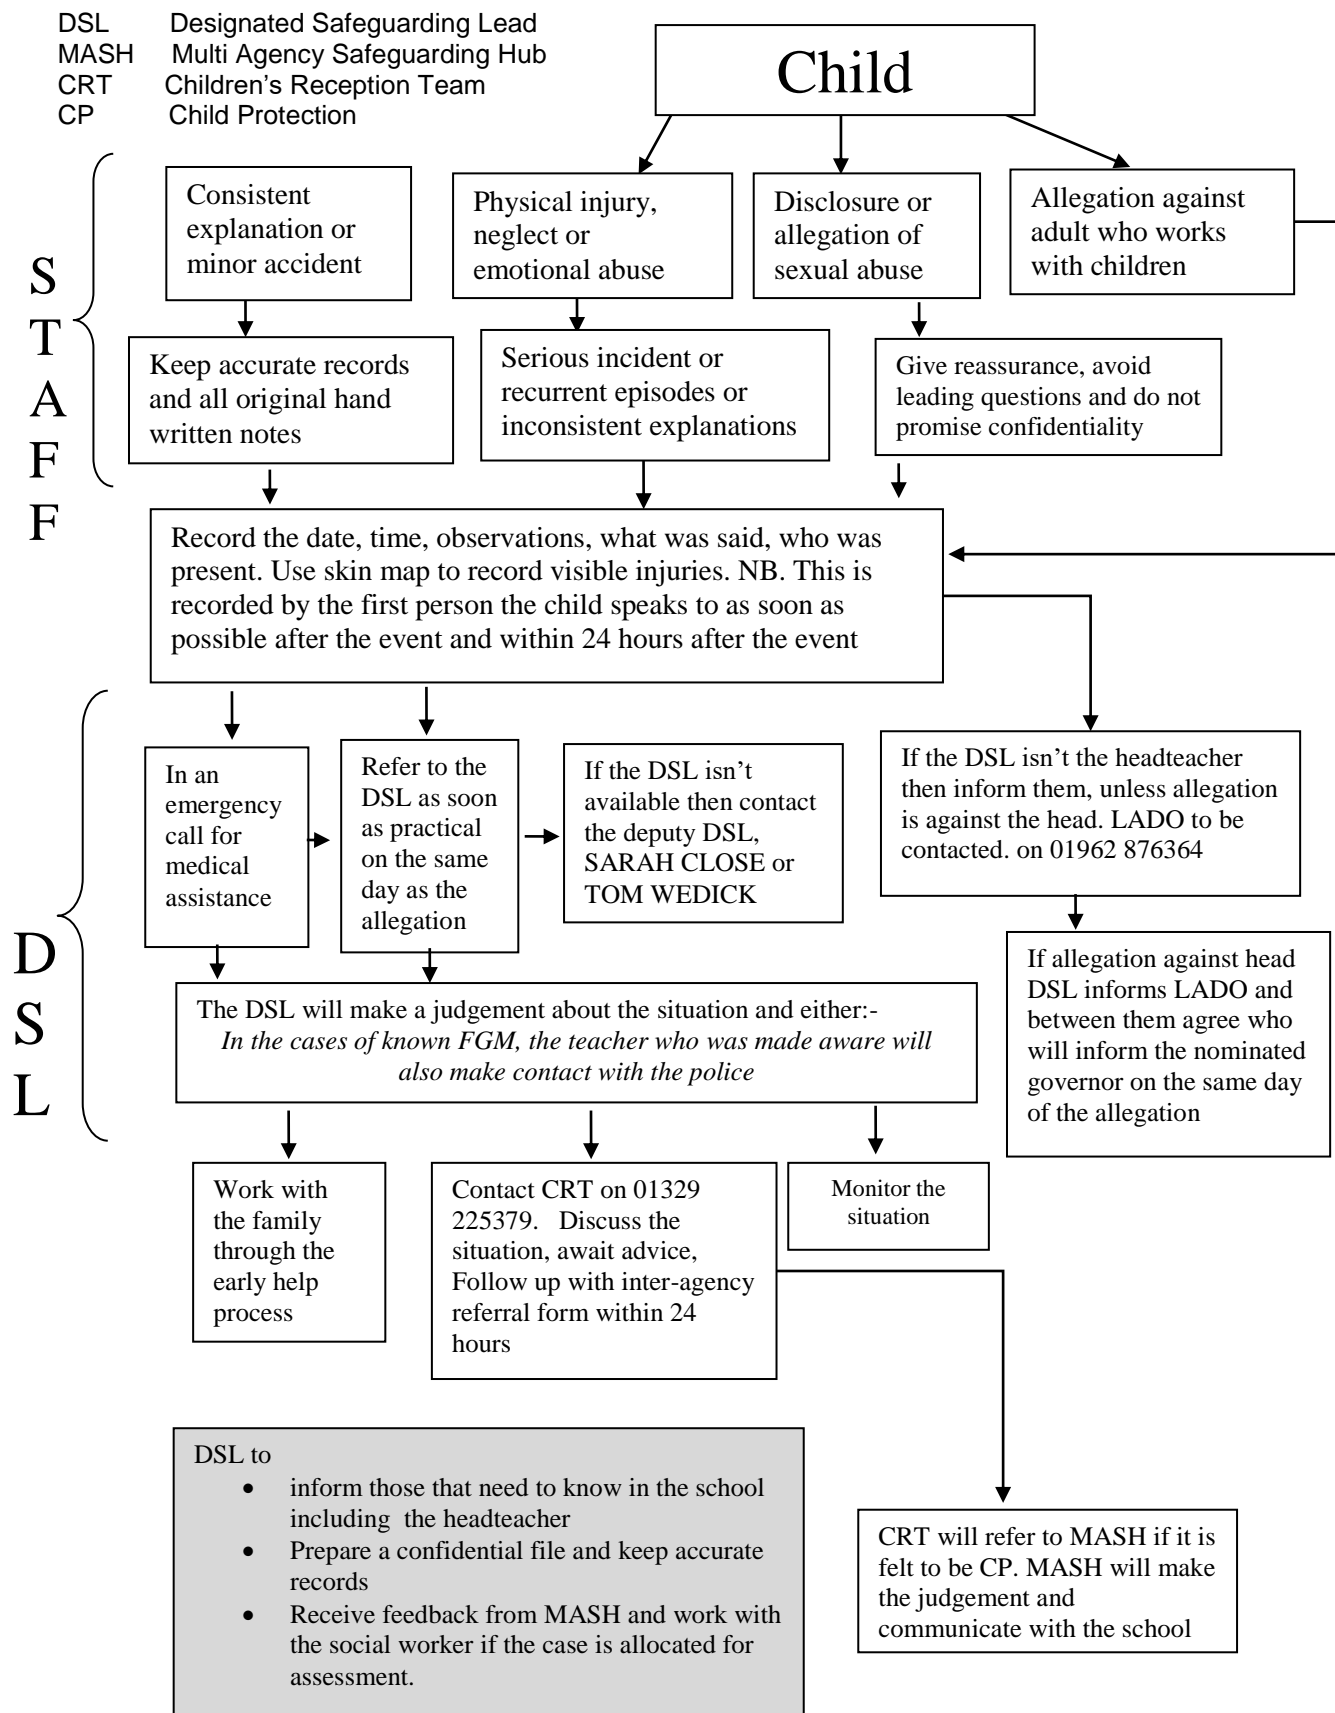 DSL Designated Safeguarding Lead
MASH Multi Agency Safeguarding Hub
CRT Children's Reception Team
CP Child Protection
Child
S
T
A
F
F
Consistent
explanation or
minor accident
Physical injury,
neglect or
emotional abuse
Disclosure or
allegation of
sexual abuse
Allegation against
adult who works
with children
Keep accurate records
and all original hand
written notes
Serious incident or
recurrent episodes or
inconsistent explanations
Give reassurance, avoid
leading questions and do not
promise confidentiality
Record the date, time, observations, what was said, who was
present. Use skin map to record visible injuries. NB. This is
recorded by the first person the child speaks to as soon as
possible after the event and within 24 hours after the event
D
S
L
In an
emergency
call for
medical
assistance
Refer to the
DSL as soon
as practical
on the same
day as the
allegation
If the DSL isn't
available then contact
the deputy DSL,
SARAH CLOSE or
TOM WEDICK
If the DSL isn't the headteacher
then inform them, unless allegation
is against the head. LADO to be
contacted. on 01962 876364
If allegation against head
DSL informs LADO and
between them agree who
will inform the nominated
governor on the same day
of the allegation
The DSL will make a judgement about the situation and either:-
In the cases of known FGM, the teacher who was made aware will
also make contact with the police
Work with
the family
through the
early help
process
Contact CRT on 01329
225379. Discuss the
situation, await advice,
Follow up with inter-agency
referral form within 24
hours
Monitor the
situation
DSL to
• inform those that need to know in the school
including the headteacher
• Prepare a confidential file and keep accurate
records
• Receive feedback from MASH and work with
the social worker if the case is allocated for
assessment.
CRT will refer to MASH if it is
felt to be CP. MASH will make
the judgement and
communicate with the school